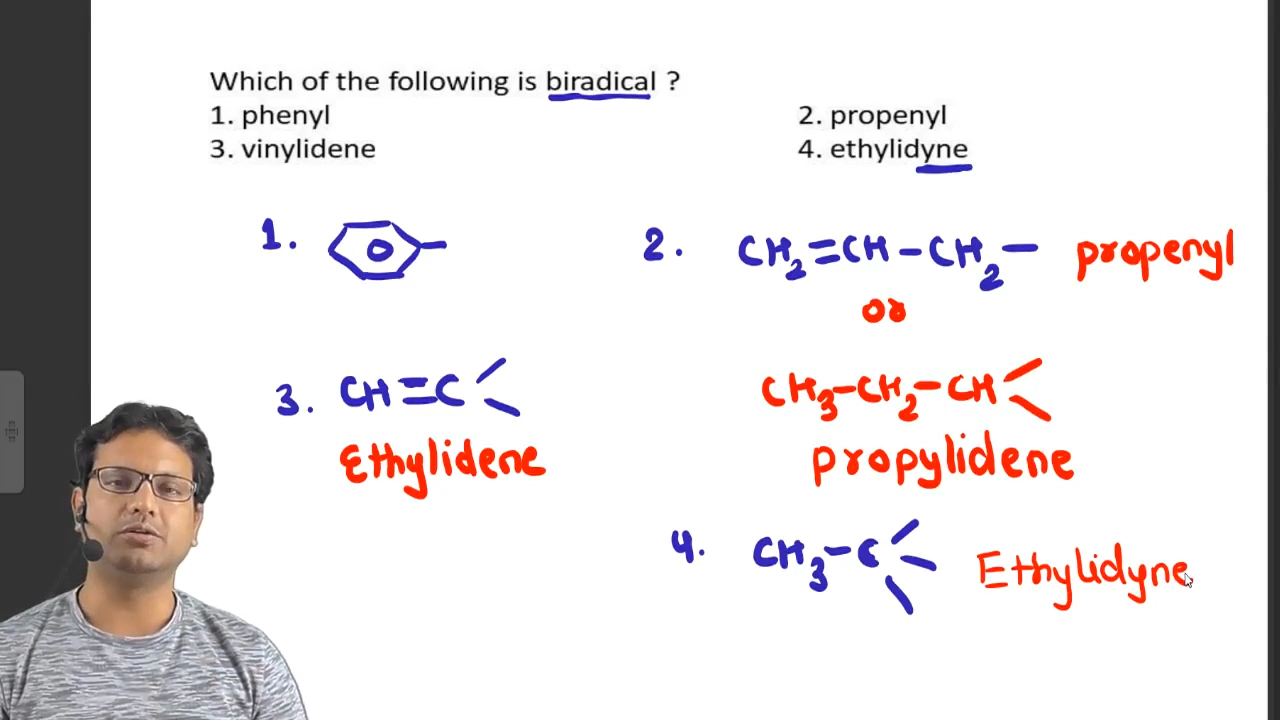 Which of the following is biradical ?
1. phenyl
2. propenyl
3. vinylidene
4. ethylidyne
1.
2. CH2=CH-CH2- propenyl
or
3. CH=C
CH3-CH2-CH
Ethylidene
propylidene
4. CH3-C Ethylidyne